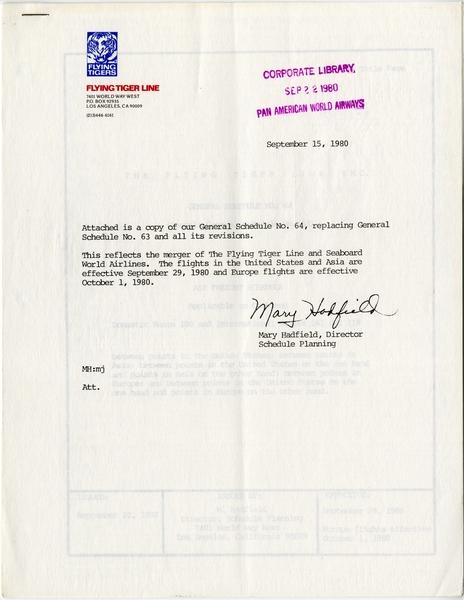 FLYING
TIGERS
FLYING TIGER LINE
7401 WORLD WAY WEST
P.O. BOX 92935
LOS ANGELES, CA 90009
(213) 646-6161
CORPORATE LIBRARY,
SEP 22 1980
PAN AMERICAN WORLD AIRWAYS
September 15, 1980
Attached is a copy of our General Schedule No. 64, replacing General
Schedule No. 63 and all its revisions.
This reflects the merger of The Flying Tiger Line and Seaboard
World Airlines. The flights in the United States and Asia are
effective September 29, 1980 and Europe flights are effective
October 1, 1980.
Mary Hadfield
Mary Hadfield, Director
Schedule Planning
MH:mj
Att.